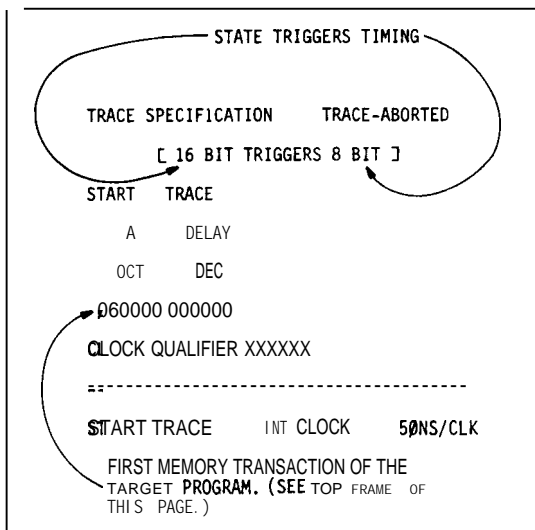 STATE TRIGGERS TIMING
TRACE SPECIFICATION TRACE-ABORTED
[ 16 BIT TRIGGERS 8 BIT ]
START TRACE
A DELAY
OCT DEC
060000 000000
CLOCK QUALIFIER XXXXXX
----------------------------------------
START TRACE INT CLOCK 50NS/CLK
FIRST MEMORY TRANSACTION OF THE
TARGET PROGRAM. (SEE TOP FRAME OF
THIS PAGE.)